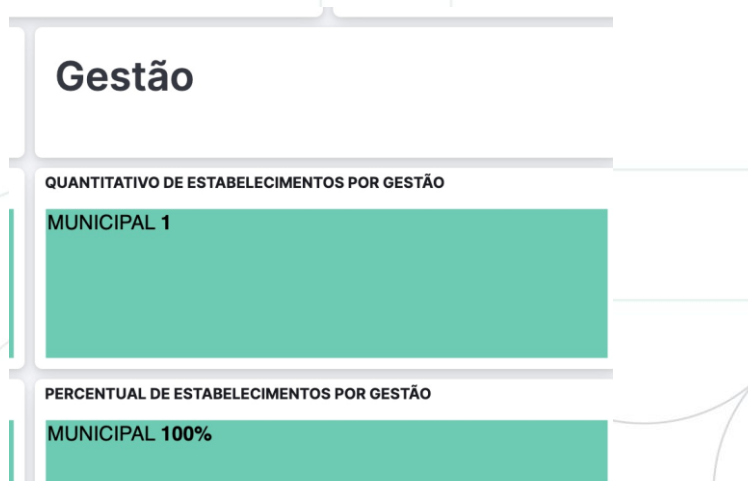 Gestão
QUANTITATIVO DE ESTABELECIMENTOS POR GESTÃO
MUNICIPAL 1
PERCENTUAL DE ESTABELECIMENTOS POR GESTÃO
MUNICIPAL 100%